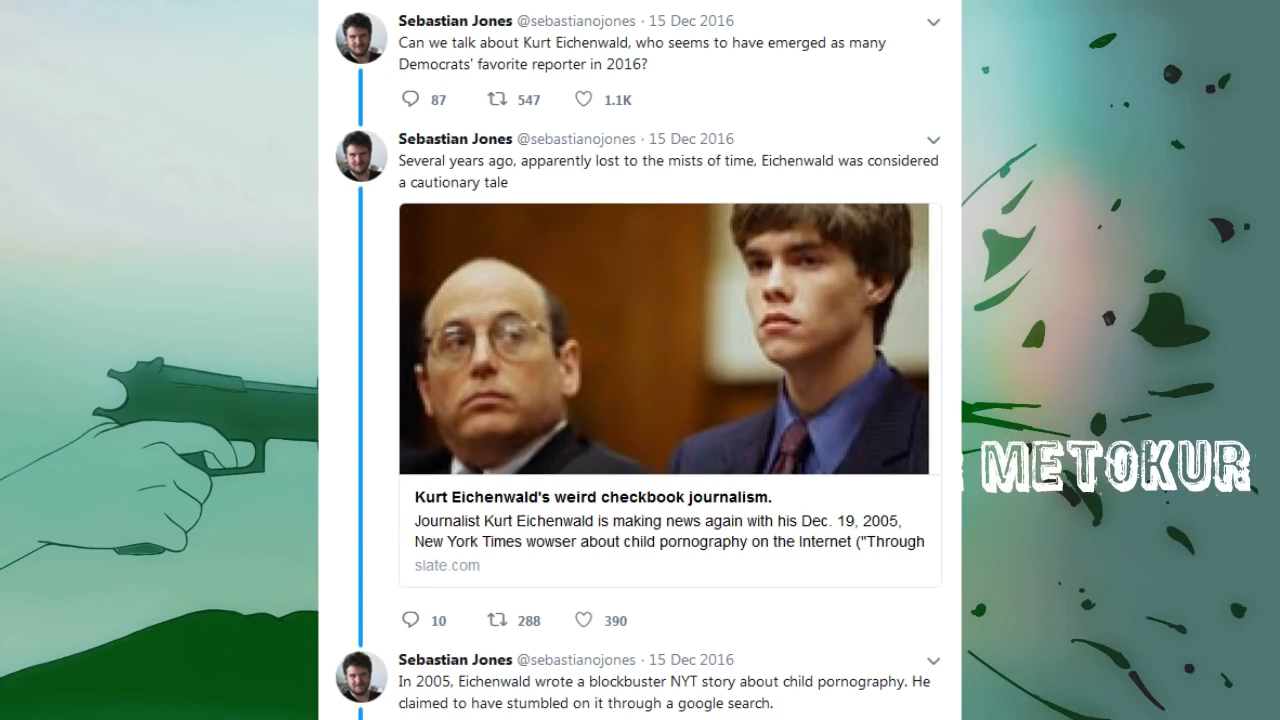 Sebastian Jones @sebastianojones · 15 Dec 2016
Can we talk about Kurt Eichenwald, who seems to have emerged as many
Democrats' favorite reporter in 2016?
87 547 1.1K
Sebastian Jones @sebastianojones · 15 Dec 2016
Several years ago, apparently lost to the mists of time, Eichenwald was considered
a cautionary tale
Kurt Eichenwald's weird checkbook journalism.
Journalist Kurt Eichenwald is making news again with his Dec. 19, 2005,
New York Times wowser about child pornography on the Internet ("Through
slate.com
10 288 390
Sebastian Jones @sebastianojones · 15 Dec 2016
In 2005, Eichenwald wrote a blockbuster NYT story about child pornography. He
claimed to have stumbled on it through a google search.
METOKUR